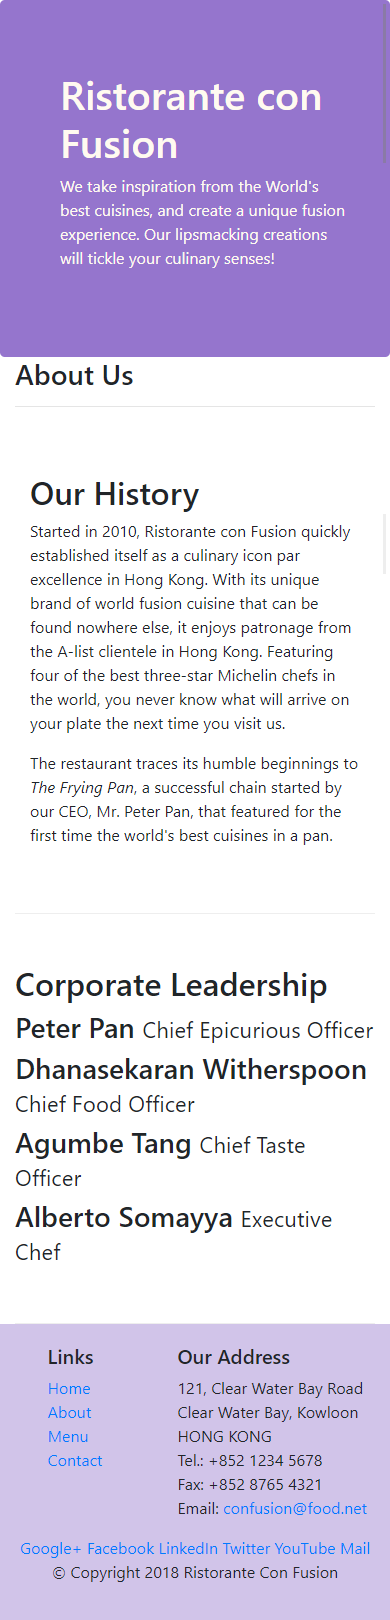 Ristorante con
Fusion
We take inspiration from the World's
best cuisines, and create a unique fusion
experience. Our lipsmacking creations
will tickle your culinary senses!
About Us
Our History
Started in 2010, Ristorante con Fusion quickly
established itself as a culinary icon par
excellence in Hong Kong. With its unique
brand of world fusion cuisine that can be
found nowhere else, it enjoys patronage from
the A-list clientele in Hong Kong. Featuring
four of the best three-star Michelin chefs in
the world, you never know what will arrive on
your plate the next time you visit us.
The restaurant traces its humble beginnings to
The Frying Pan, a successful chain started by
our CEO, Mr. Peter Pan, that featured for the
first time the world's best cuisines in a pan.
Corporate Leadership
Peter Pan Chief Epicurious Officer
Dhanasekaran Witherspoon
Chief Food Officer
Agumbe Tang Chief Taste
Officer
Alberto Somayya Executive
Chef
Links
Home
About
Menu
Contact
Our Address
121, Clear Water Bay Road
Clear Water Bay, Kowloon
HONG KONG
Tel.: +852 1234 5678
Fax: +852 8765 4321
Email: confusion@food.net
Google+ Facebook LinkedIn Twitter YouTube Mail
© Copyright 2018 Ristorante Con Fusion